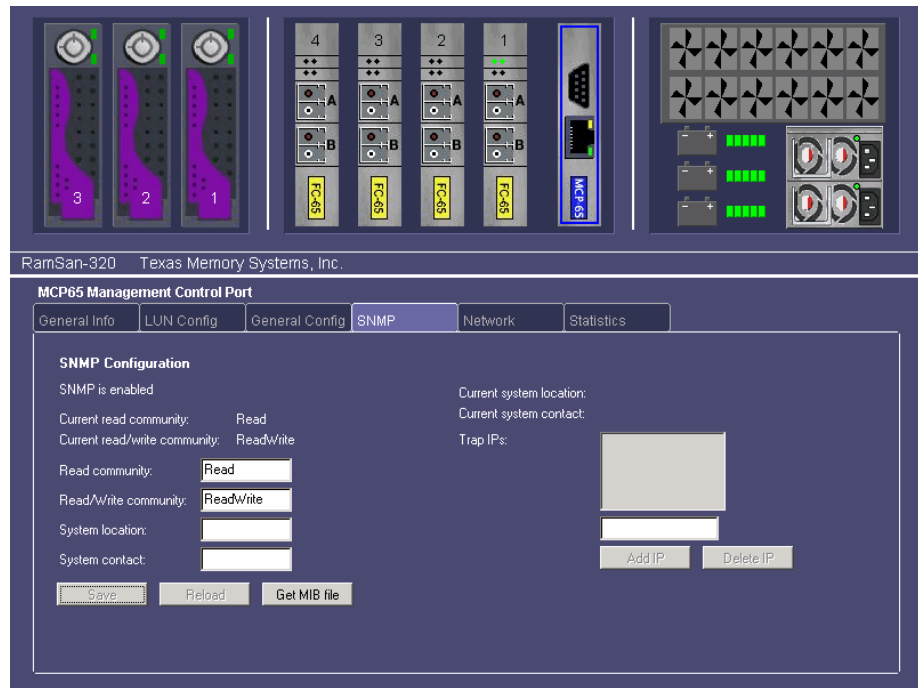 4 3 2 1
A A A A
B B B B
3 2 1
FC-65 FC-65 FC-65 FC-65 MCP-65
RamSan-320 Texas Memory Systems, Inc.
MCP65 Management Control Port
General Info LUN Config General Config SNMP Network Statistics
SNMP Configuration
SNMP is enabled
Current read community: Read
Current read/write community: ReadWrite
Read community: Read
Read/Write community: ReadWrite
System location:
System contact:
Save Reload Get MIB file
Current system location:
Current system contact:
Trap IPs:
Add IP Delete IP